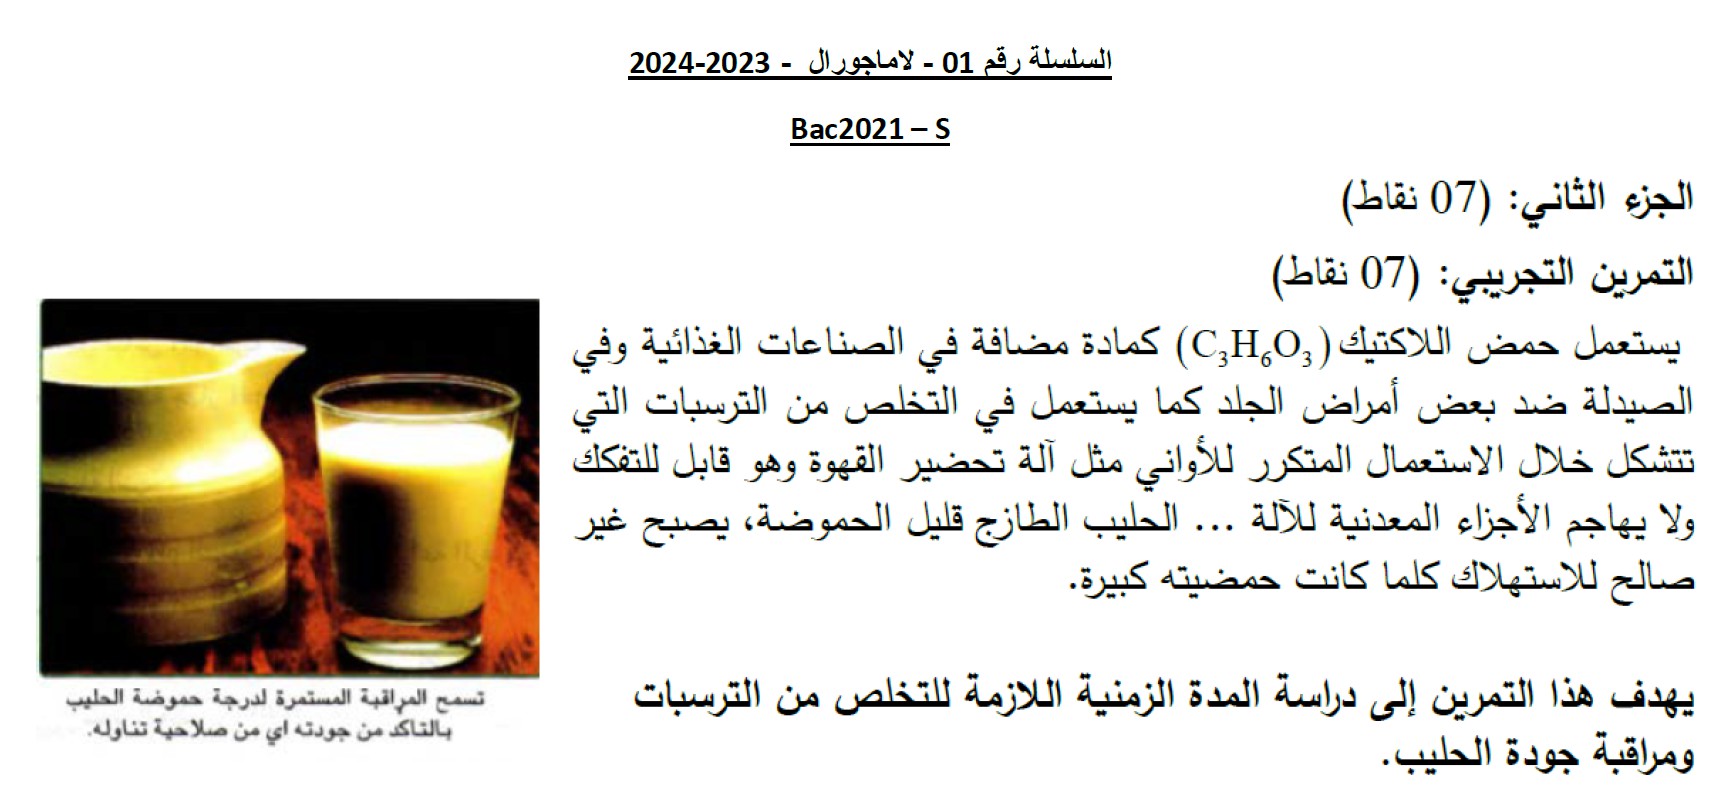 السلسلة رقم 01 - لاماجورال - 2023-2024
Bac2021 – S
الجزء الثاني: (07 نقاط)
التمرين التجريبي: (07 نقاط)
يستعمل حمض اللاكتيك (C₃H₆O₃) كمادة مضافة في الصناعات الغذائية وفي
الصيدلة ضد بعض أمراض الجلد كما يستعمل في التخلص من الترسبات التي
تتشكل خلال الاستعمال المتكرر للأواني مثل آلة تحضير القهوة وهو قابل للتفكك
ولا يهاجم الأجزاء المعدنية للآلة ... الحليب الطازج قليل الحموضة، يصبح غير
صالح للاستهلاك كلما كانت حمضيته كبيرة.
تسمح المراقبة المستمرة لدرجة حموضة الحليب
بالتاكد من جودته اي من صلاحية تناوله.
يهدف هذا التمرين إلى دراسة المدة الزمنية اللازمة للتخلص من الترسبات
ومراقبة جودة الحليب.